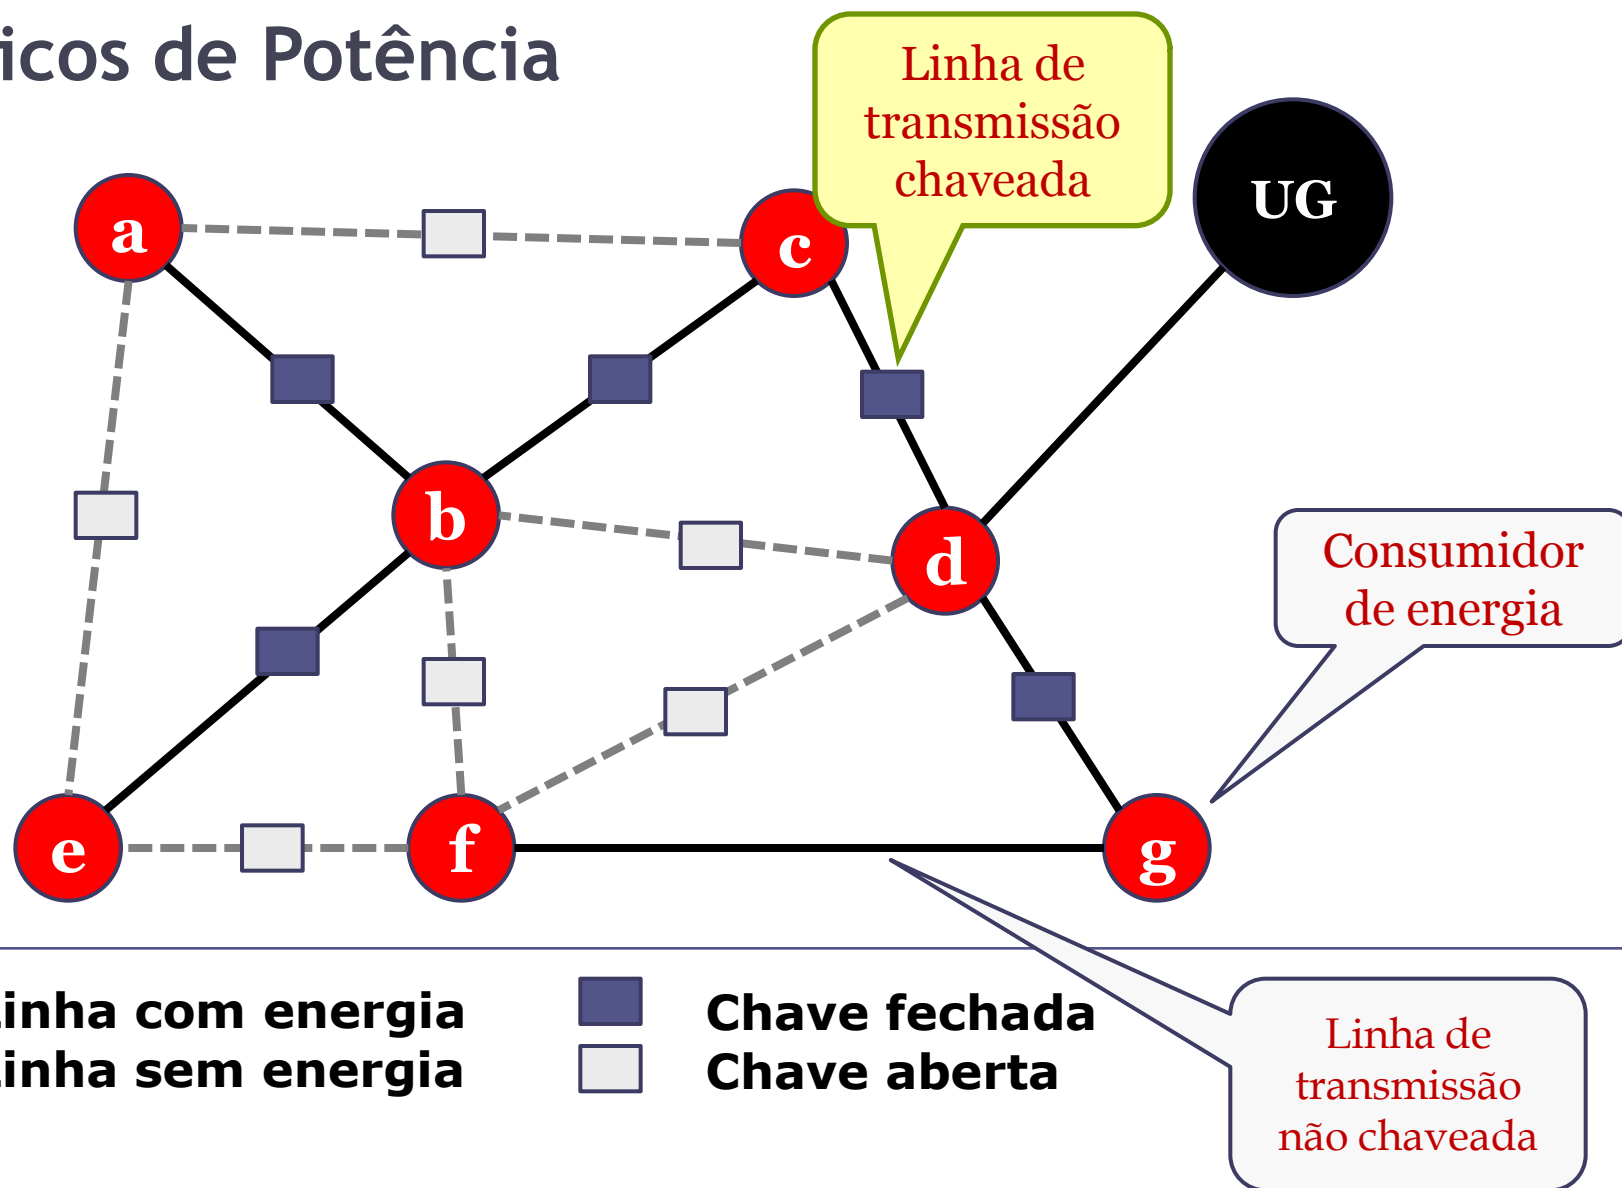 icos de Potência
Linha de
transmissão
chaveada
UG
a
c
b
d
Consumidor
de energia
e
f
g
inha com energia
inha sem energia
Chave fechada
Chave aberta
Linha de
transmissão
não chaveada